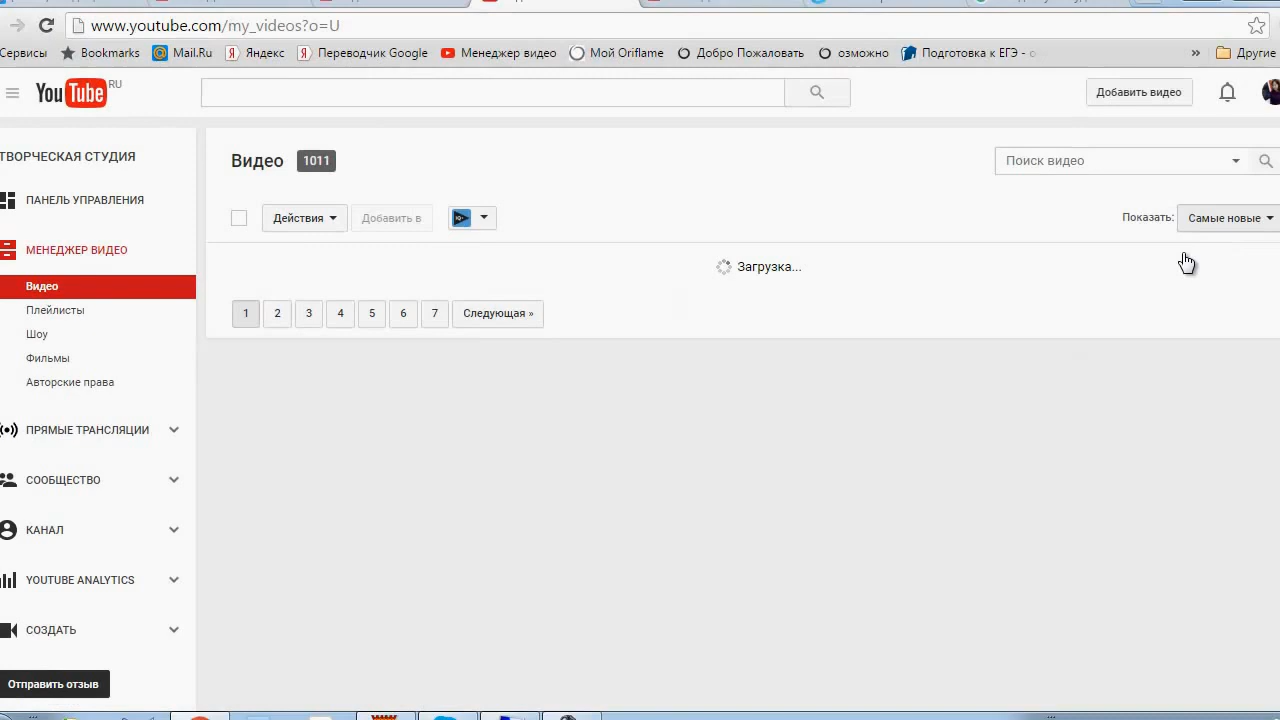 www.youtube.com/my_videos?o=U
Сервисы Bookmarks Mail.Ru Яндекс Переводчик Google Менеджер видео Мой Oriflame Добро Пожаловать озможно Подготовка к ЕГЭ - о » Другие
YouTube RU
Добавить видео
ТВОРЧЕСКАЯ СТУДИЯ
ПАНЕЛЬ УПРАВЛЕНИЯ
МЕНЕДЖЕР ВИДЕО
Видео
Плейлисты
Шоу
Фильмы
Авторские права
ПРЯМЫЕ ТРАНСЛЯЦИИ
СООБЩЕСТВО
КАНАЛ
YOUTUBE ANALYTICS
СОЗДАТЬ
Отправить отзыв
Видео 1011
Поиск видео
Действия Добавить в
Показать: Самые новые
Загрузка...
1 2 3 4 5 6 7 Следующая »